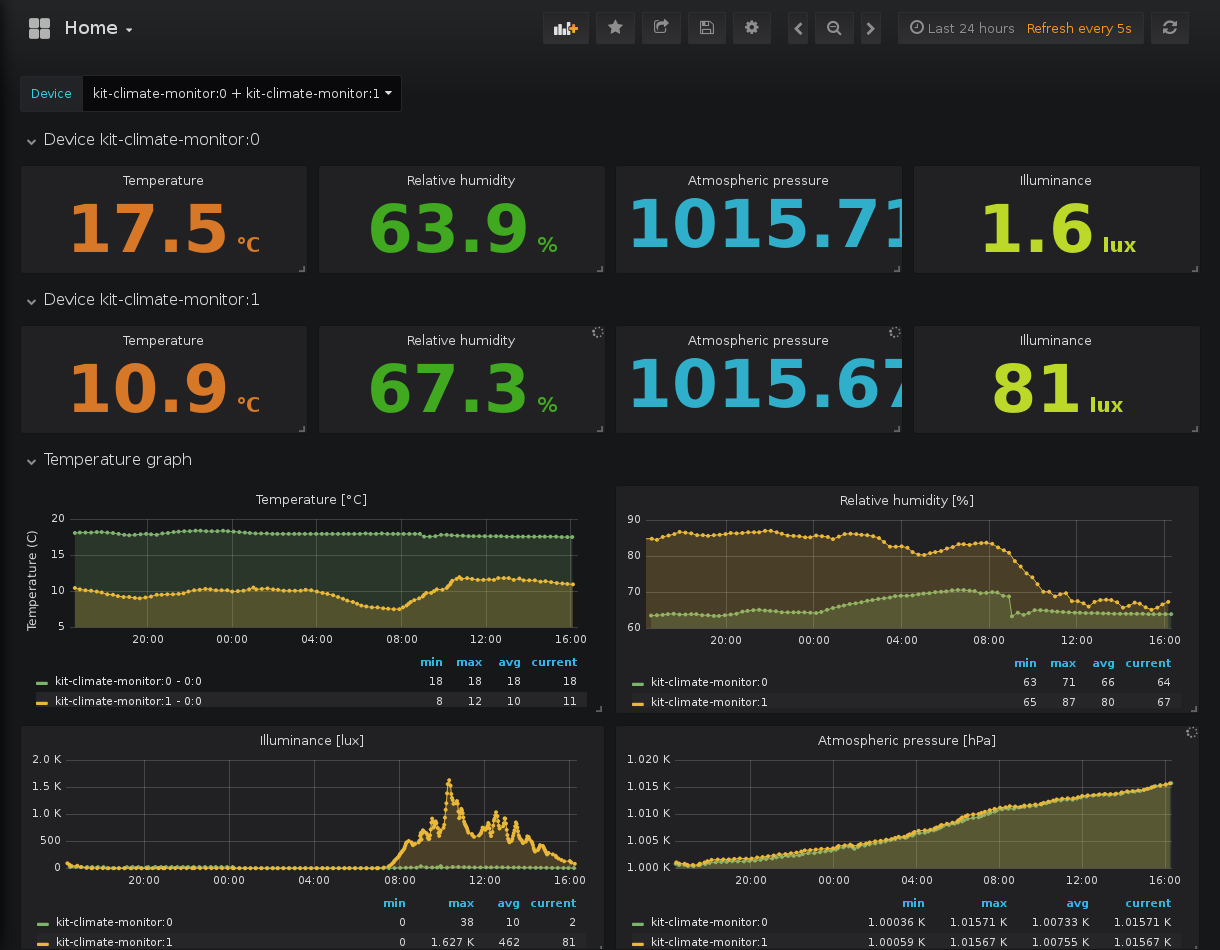 Home
Last 24 hours Refresh every 5s
Device kit-climate-monitor:0 + kit-climate-monitor:1
Device kit-climate-monitor:0
Temperature Relative humidity Atmospheric pressure Illuminance
17.5 °C 63.9 % 1015.71 1.6 lux
Device kit-climate-monitor:1
Temperature Relative humidity Atmospheric pressure Illuminance
10.9 °C 67.3 % 1015.67 81 lux
Temperature graph
Temperature [°C]
Temperature (C)
20
15
10
5
20:00 00:00 04:00 08:00 12:00 16:00
min max avg current
kit-climate-monitor:0 - 0:0 18 18 18 18
kit-climate-monitor:1 - 0:0 8 12 10 11
Relative humidity [%]
90
80
70
60
20:00 00:00 04:00 08:00 12:00 16:00
min max avg current
kit-climate-monitor:0 63 71 66 64
kit-climate-monitor:1 65 87 80 67
Illuminance [lux]
2.0 K
1.5 K
1.0 K
500
0
20:00 00:00 04:00 08:00 12:00 16:00
min max avg current
kit-climate-monitor:0 0 38 10 2
kit-climate-monitor:1 0 1.627 K 462 81
Atmospheric pressure [hPa]
1.020 K
1.015 K
1.010 K
1.005 K
1.000 K
20:00 00:00 04:00 08:00 12:00 16:00
min max avg current
kit-climate-monitor:0 1.00036 K 1.01571 K 1.00733 K 1.01571 K
kit-climate-monitor:1 1.00059 K 1.01567 K 1.00755 K 1.01567 K